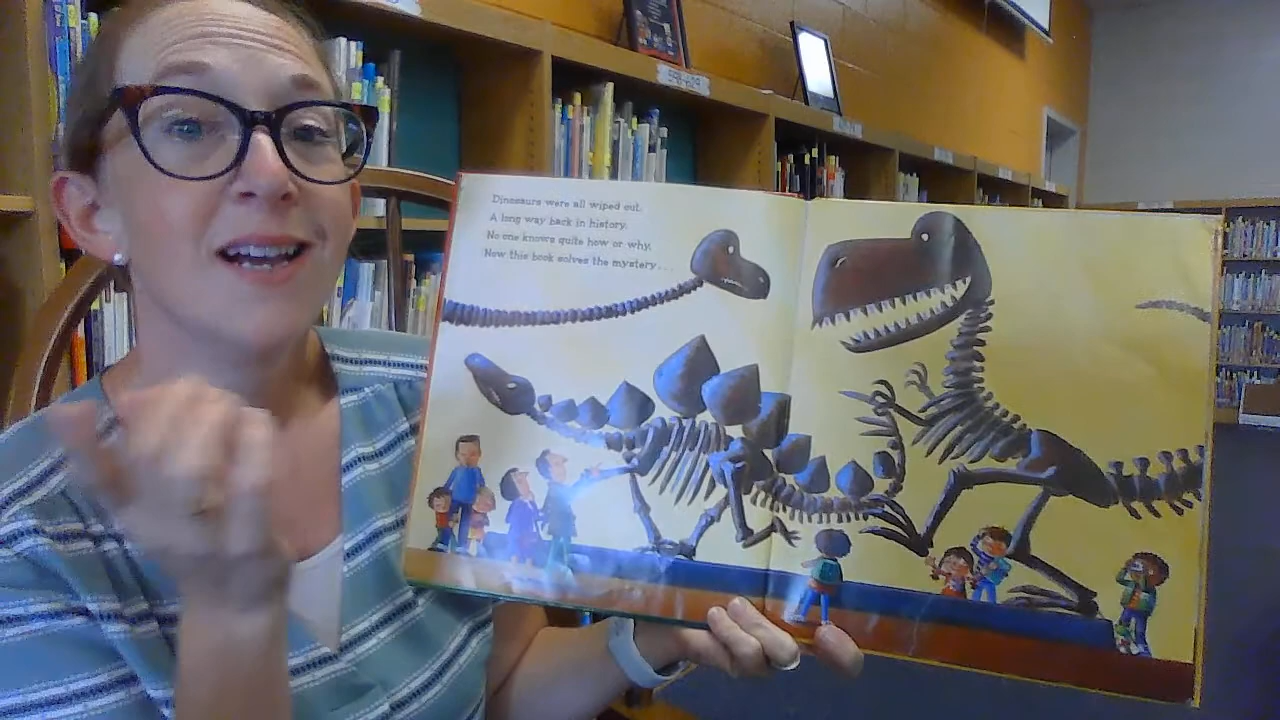 Dinosaurs were all wiped out,
A long way back in history.
No one knows quite how or why.
Now this book solves the mystery . . .